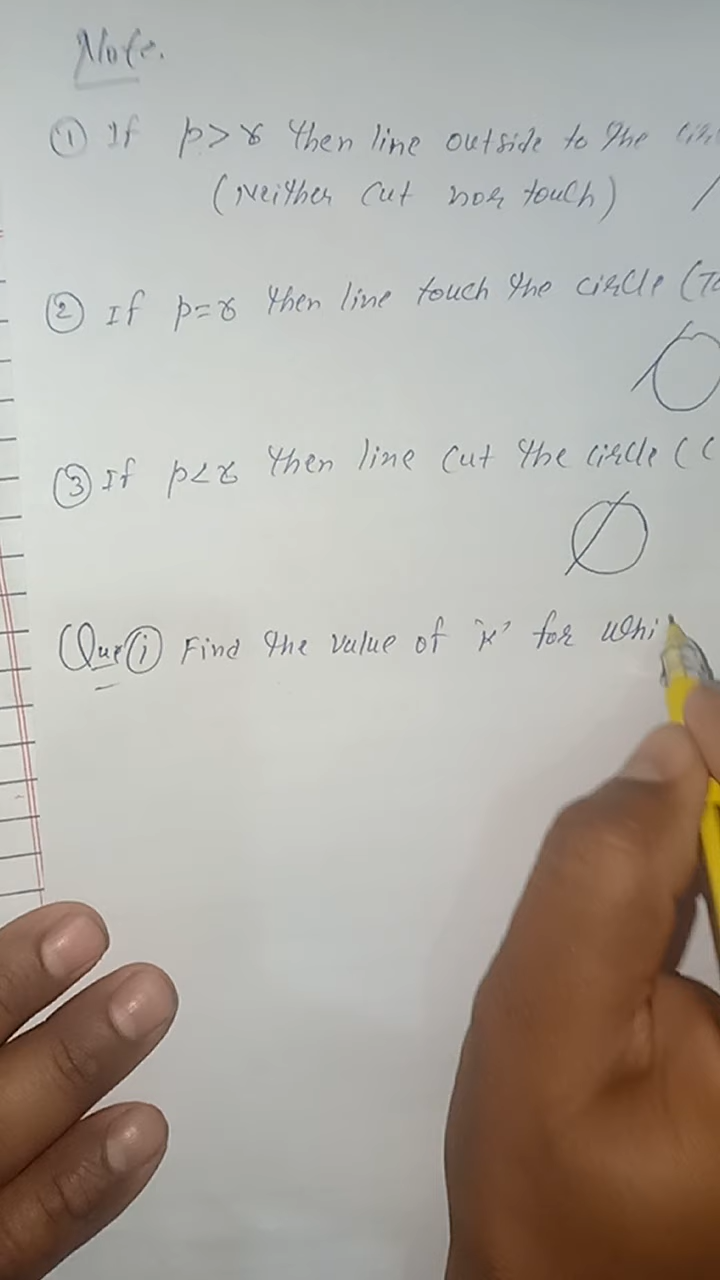 Note.
① If p>r then line outside to the
(Neither cut nor touch)
② If p=r then line touch the circle
③ If p<r then line cut the circle
Que ① Find the value of 'k' for whi